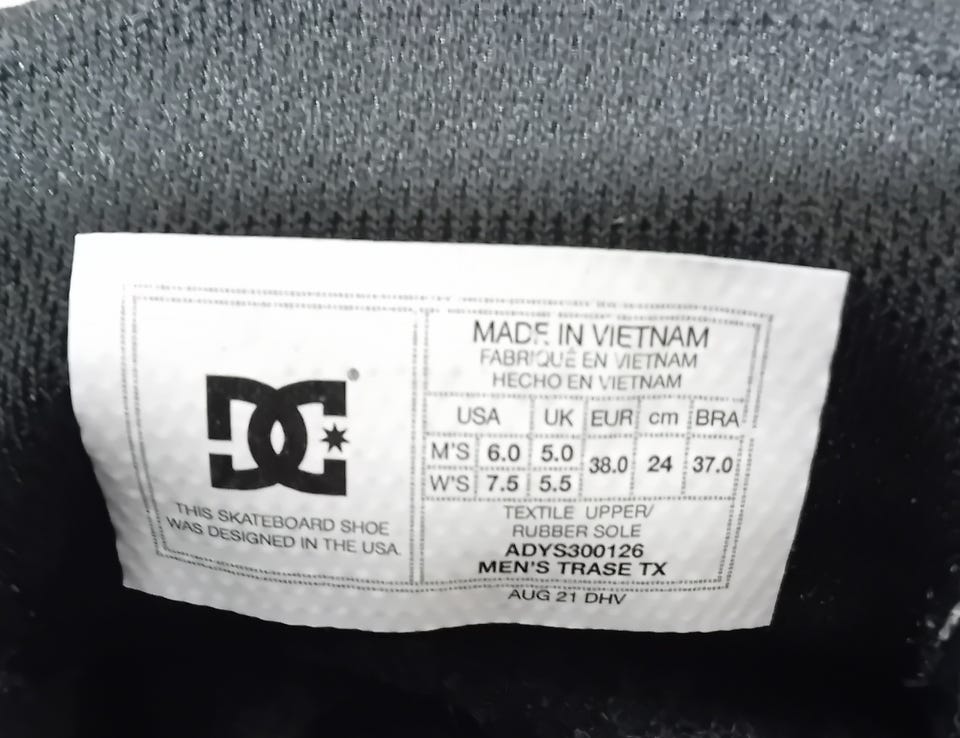 DC ®
THIS SKATEBOARD SHOE
WAS DESIGNED IN THE USA.
MADE IN VIETNAM
FABRIQUÉ EN VIETNAM
HECHO EN VIETNAM
USA UK EUR cm BRA
M'S 6.0 5.0 38.0 24 37.0
W'S 7.5 5.5
TEXTILE UPPER/
RUBBER SOLE
ADYS300126
MEN'S TRASE TX
AUG 21 DHV